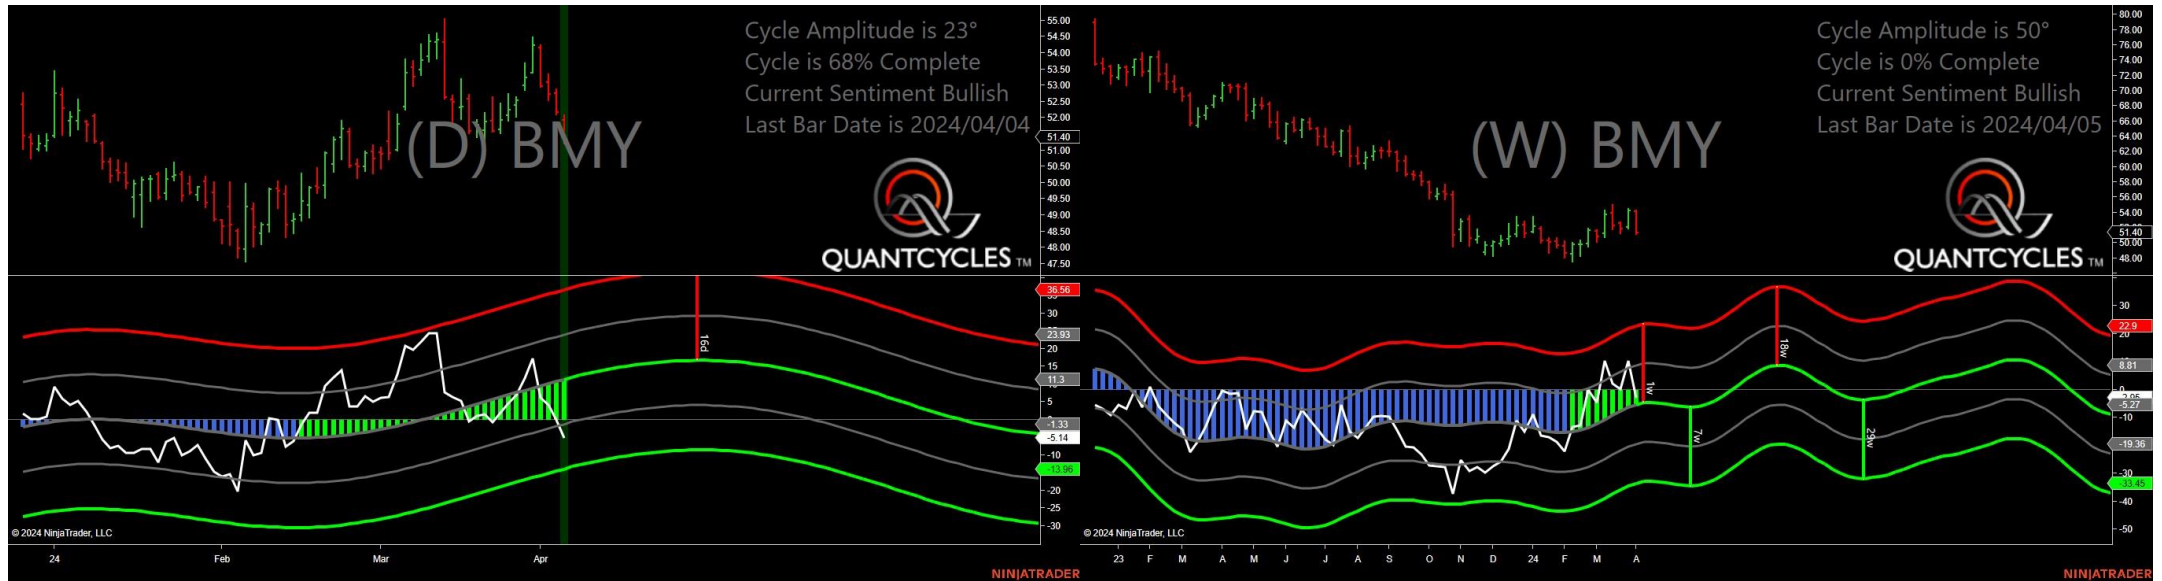 Cycle Amplitude is 23°
Cycle is 68% Complete
Current Sentiment Bullish
Last Bar Date is 2024/04/04
(D) BMY
QUANTCYCLES TM
55.00
54.50
54.00
53.50
53.00
52.50
52.00
51.40
51.00
50.50
50.00
49.50
49.00
48.50
48.00
47.50
36.56
30
23.93
20
15
11.3
5
-1.33
-5.14
-10
-13.96
-20
-25
-30
16d
© 2024 NinjaTrader, LLC
24
Feb
Mar
Apr
NINJATRADER
Cycle Amplitude is 50°
Cycle is 0% Complete
Current Sentiment Bullish
Last Bar Date is 2024/04/05
(W) BMY
QUANTCYCLES TM
80.00
78.00
76.00
74.00
72.00
70.00
68.00
66.00
64.00
62.00
60.00
58.00
56.00
54.00
51.40
50.00
48.00
30
22.9
8.81
-5.27
-10
-19.36
-30
-33.45
-40
-50
1w
7w
18w
29w
© 2024 NinjaTrader, LLC
23
F
M
A
M
J
J
A
S
O
N
D
24
F
M
A
NINJATRADER